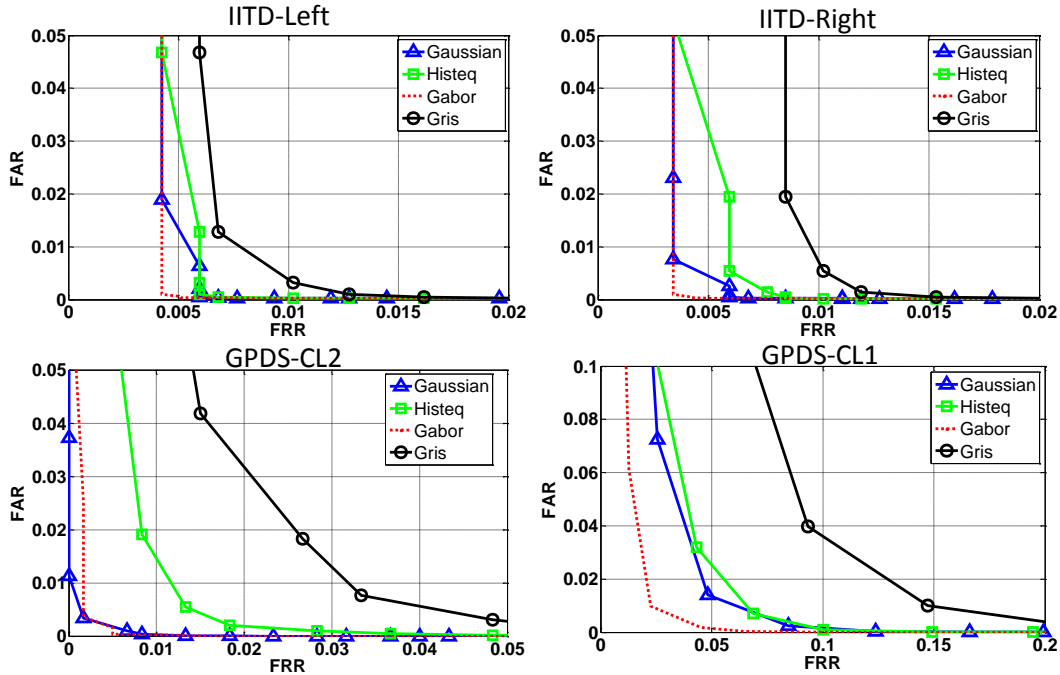 IITD-Left
0.05
0.04
0.03
0.02
0.01
0
FAR
0.005
0.01
0.015
0.02
FRR
Gaussian
Histeq
Gabor
Gris
IITD-Right
0.05
0.04
0.03
0.02
0.01
0
FAR
0
0.005
0.01
0.015
0.02
FRR
Gaussian
Histeq
Gabor
Gris
GPDS-CL2
0.05
0.04
0.03
0.02
0.01
0
FAR
0
0.01
0.02
0.03
0.04
0.05
FRR
Gaussian
Histeq
Gabor
Gris
GPDS-CL1
0.1
0.08
0.06
0.04
0.02
0
FAR
0
0.05
0.1
0.15
0.2
FRR
Gaussian
Histeq
Gabor
Gris